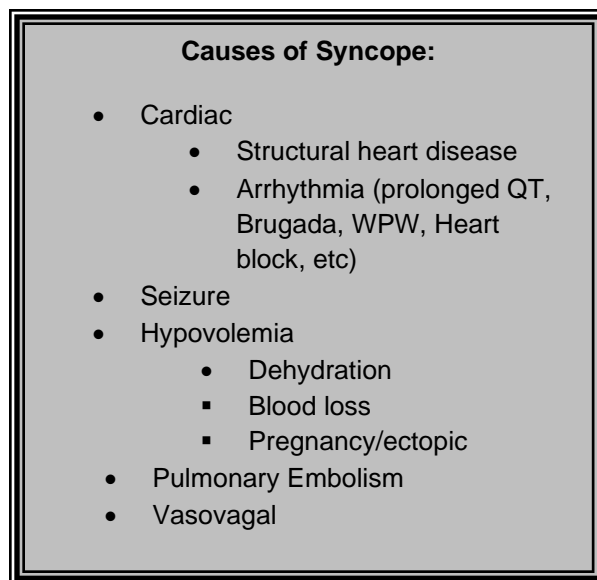 Causes of Syncope:
• Cardiac
• Structural heart disease
• Arrhythmia (prolonged QT,
Brugada, WPW, Heart
block, etc)
• Seizure
• Hypovolemia
• Dehydration
▪ Blood loss
▪ Pregnancy/ectopic
• Pulmonary Embolism
• Vasovagal